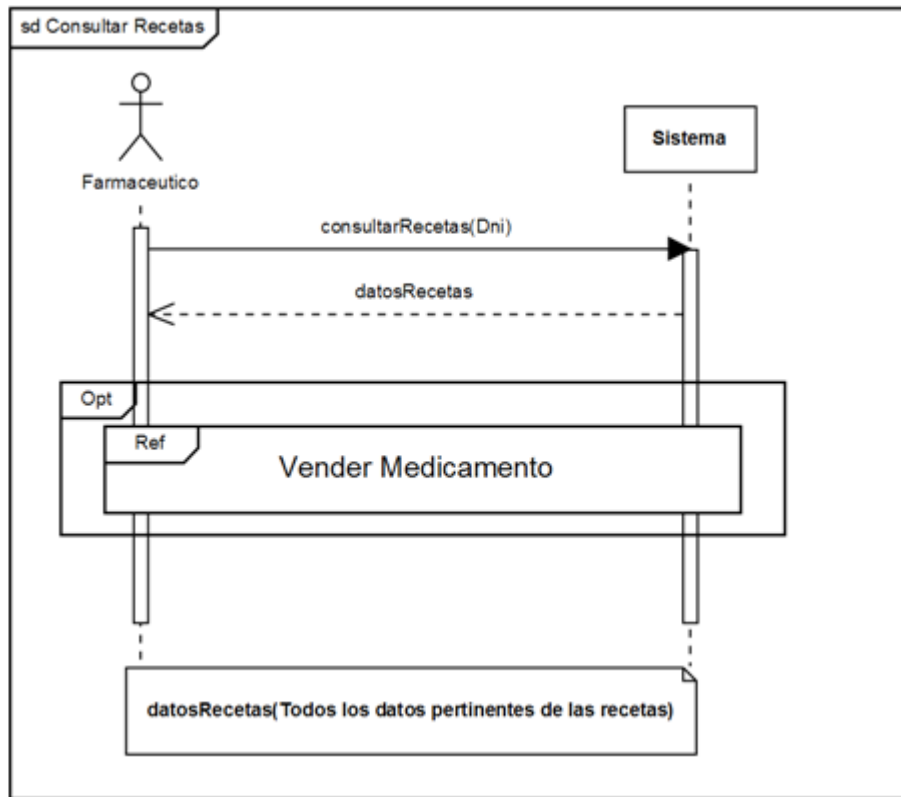 sd Consultar Recetas
Farmaceutico
Sistema
consultarRecetas(Dni)
datosRecetas
Opt
Ref
Vender Medicamento
datosRecetas(Todos los datos pertinentes de las recetas)